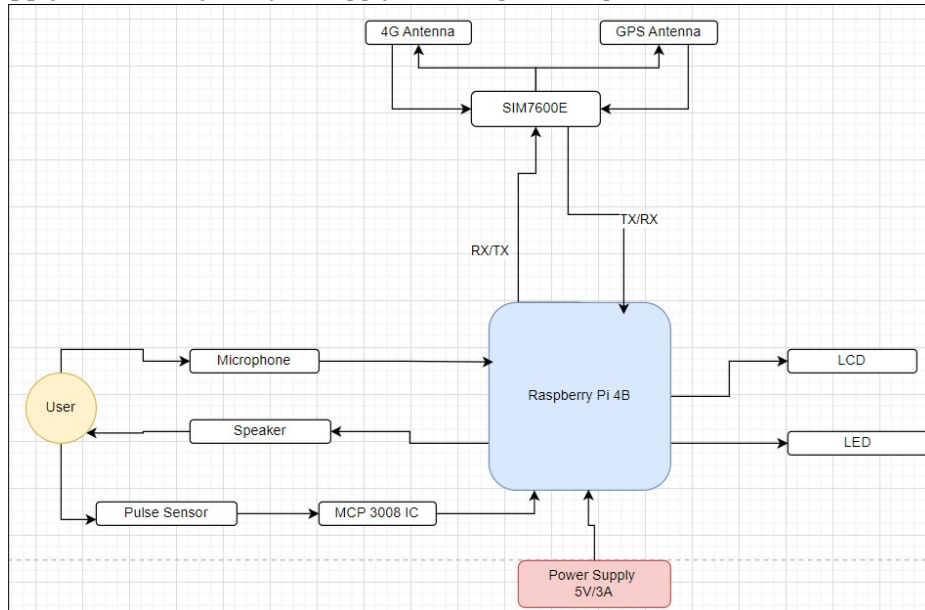 4G Antenna
GPS Antenna
SIM7600E
TX/RX
RX/TX
Microphone
LCD
Raspberry Pi 4B
User
Speaker
LED
Pulse Sensor
MCP 3008 IC
Power Supply
5V/3A